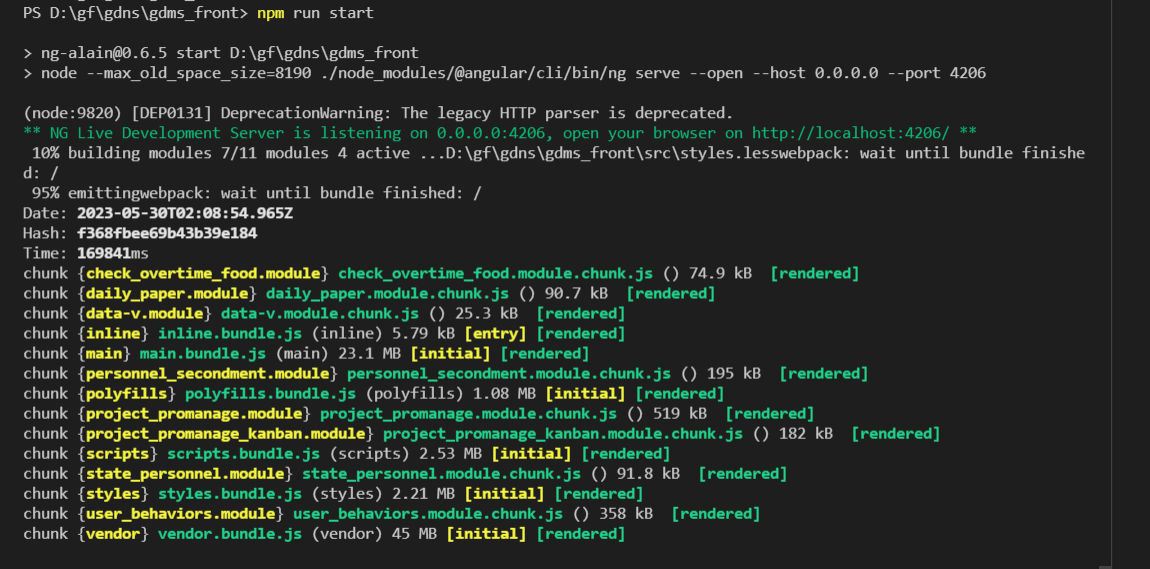 PS D:\gf\gdns\gdms_front> npm run start
> ng-alain@0.6.5 start D:\gf\gdns\gdms_front
> node --max_old_space_size=8190 ./node_modules/@angular/cli/bin/ng serve --open --host 0.0.0.0 --port 4206
(node:9820) [DEP0131] DeprecationWarning: The legacy HTTP parser is deprecated.
** NG Live Development Server is listening on 0.0.0.0:4206, open your browser on http://localhost:4206/ **
10% building modules 7/11 modules 4 active ...D:\gf\gdns\gdms_front\src\styles.lesswebpack: wait until bundle finishe
d: /
95% emittingwebpack: wait until bundle finished: /
Date: 2023-05-30T02:08:54.965Z
Hash: f368fbee69b43b39e184
Time: 169841ms
chunk {check_overtime_food.module} check_overtime_food.module.chunk.js () 74.9 kB  [rendered]
chunk {daily_paper.module} daily_paper.module.chunk.js () 90.7 kB  [rendered]
chunk {data-v.module} data-v.module.chunk.js () 25.3 kB  [rendered]
chunk {inline} inline.bundle.js (inline) 5.79 kB [entry] [rendered]
chunk {main} main.bundle.js (main) 23.1 MB [initial] [rendered]
chunk {personnel_secondment.module} personnel_secondment.module.chunk.js () 195 kB  [rendered]
chunk {polyfills} polyfills.bundle.js (polyfills) 1.08 MB [initial] [rendered]
chunk {project_promanage.module} project_promanage.module.chunk.js () 519 kB  [rendered]
chunk {project_promanage_kanban.module} project_promanage_kanban.module.chunk.js () 182 kB  [rendered]
chunk {scripts} scripts.bundle.js (scripts) 2.53 MB [initial] [rendered]
chunk {state_personnel.module} state_personnel.module.chunk.js () 91.8 kB  [rendered]
chunk {styles} styles.bundle.js (styles) 2.21 MB [initial] [rendered]
chunk {user_behaviors.module} user_behaviors.module.chunk.js () 358 kB  [rendered]
chunk {vendor} vendor.bundle.js (vendor) 45 MB [initial] [rendered]